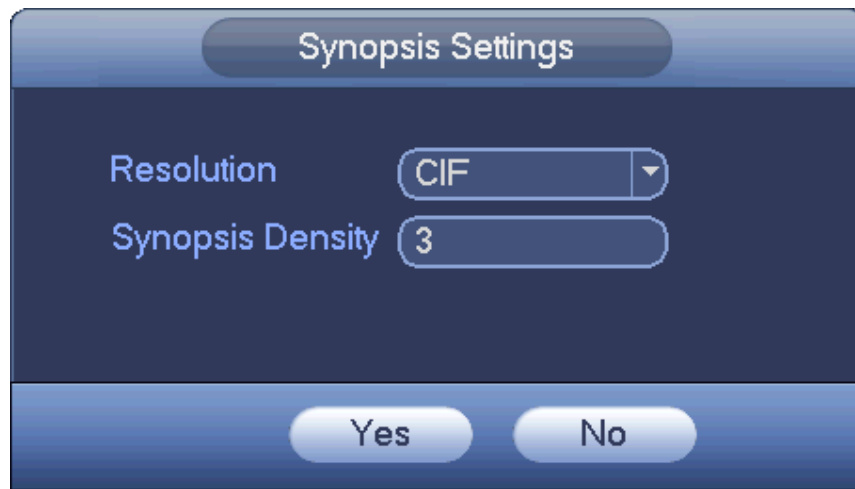 Synopsis Settings
Resolution CIF
Synopsis Density 3
Yes No